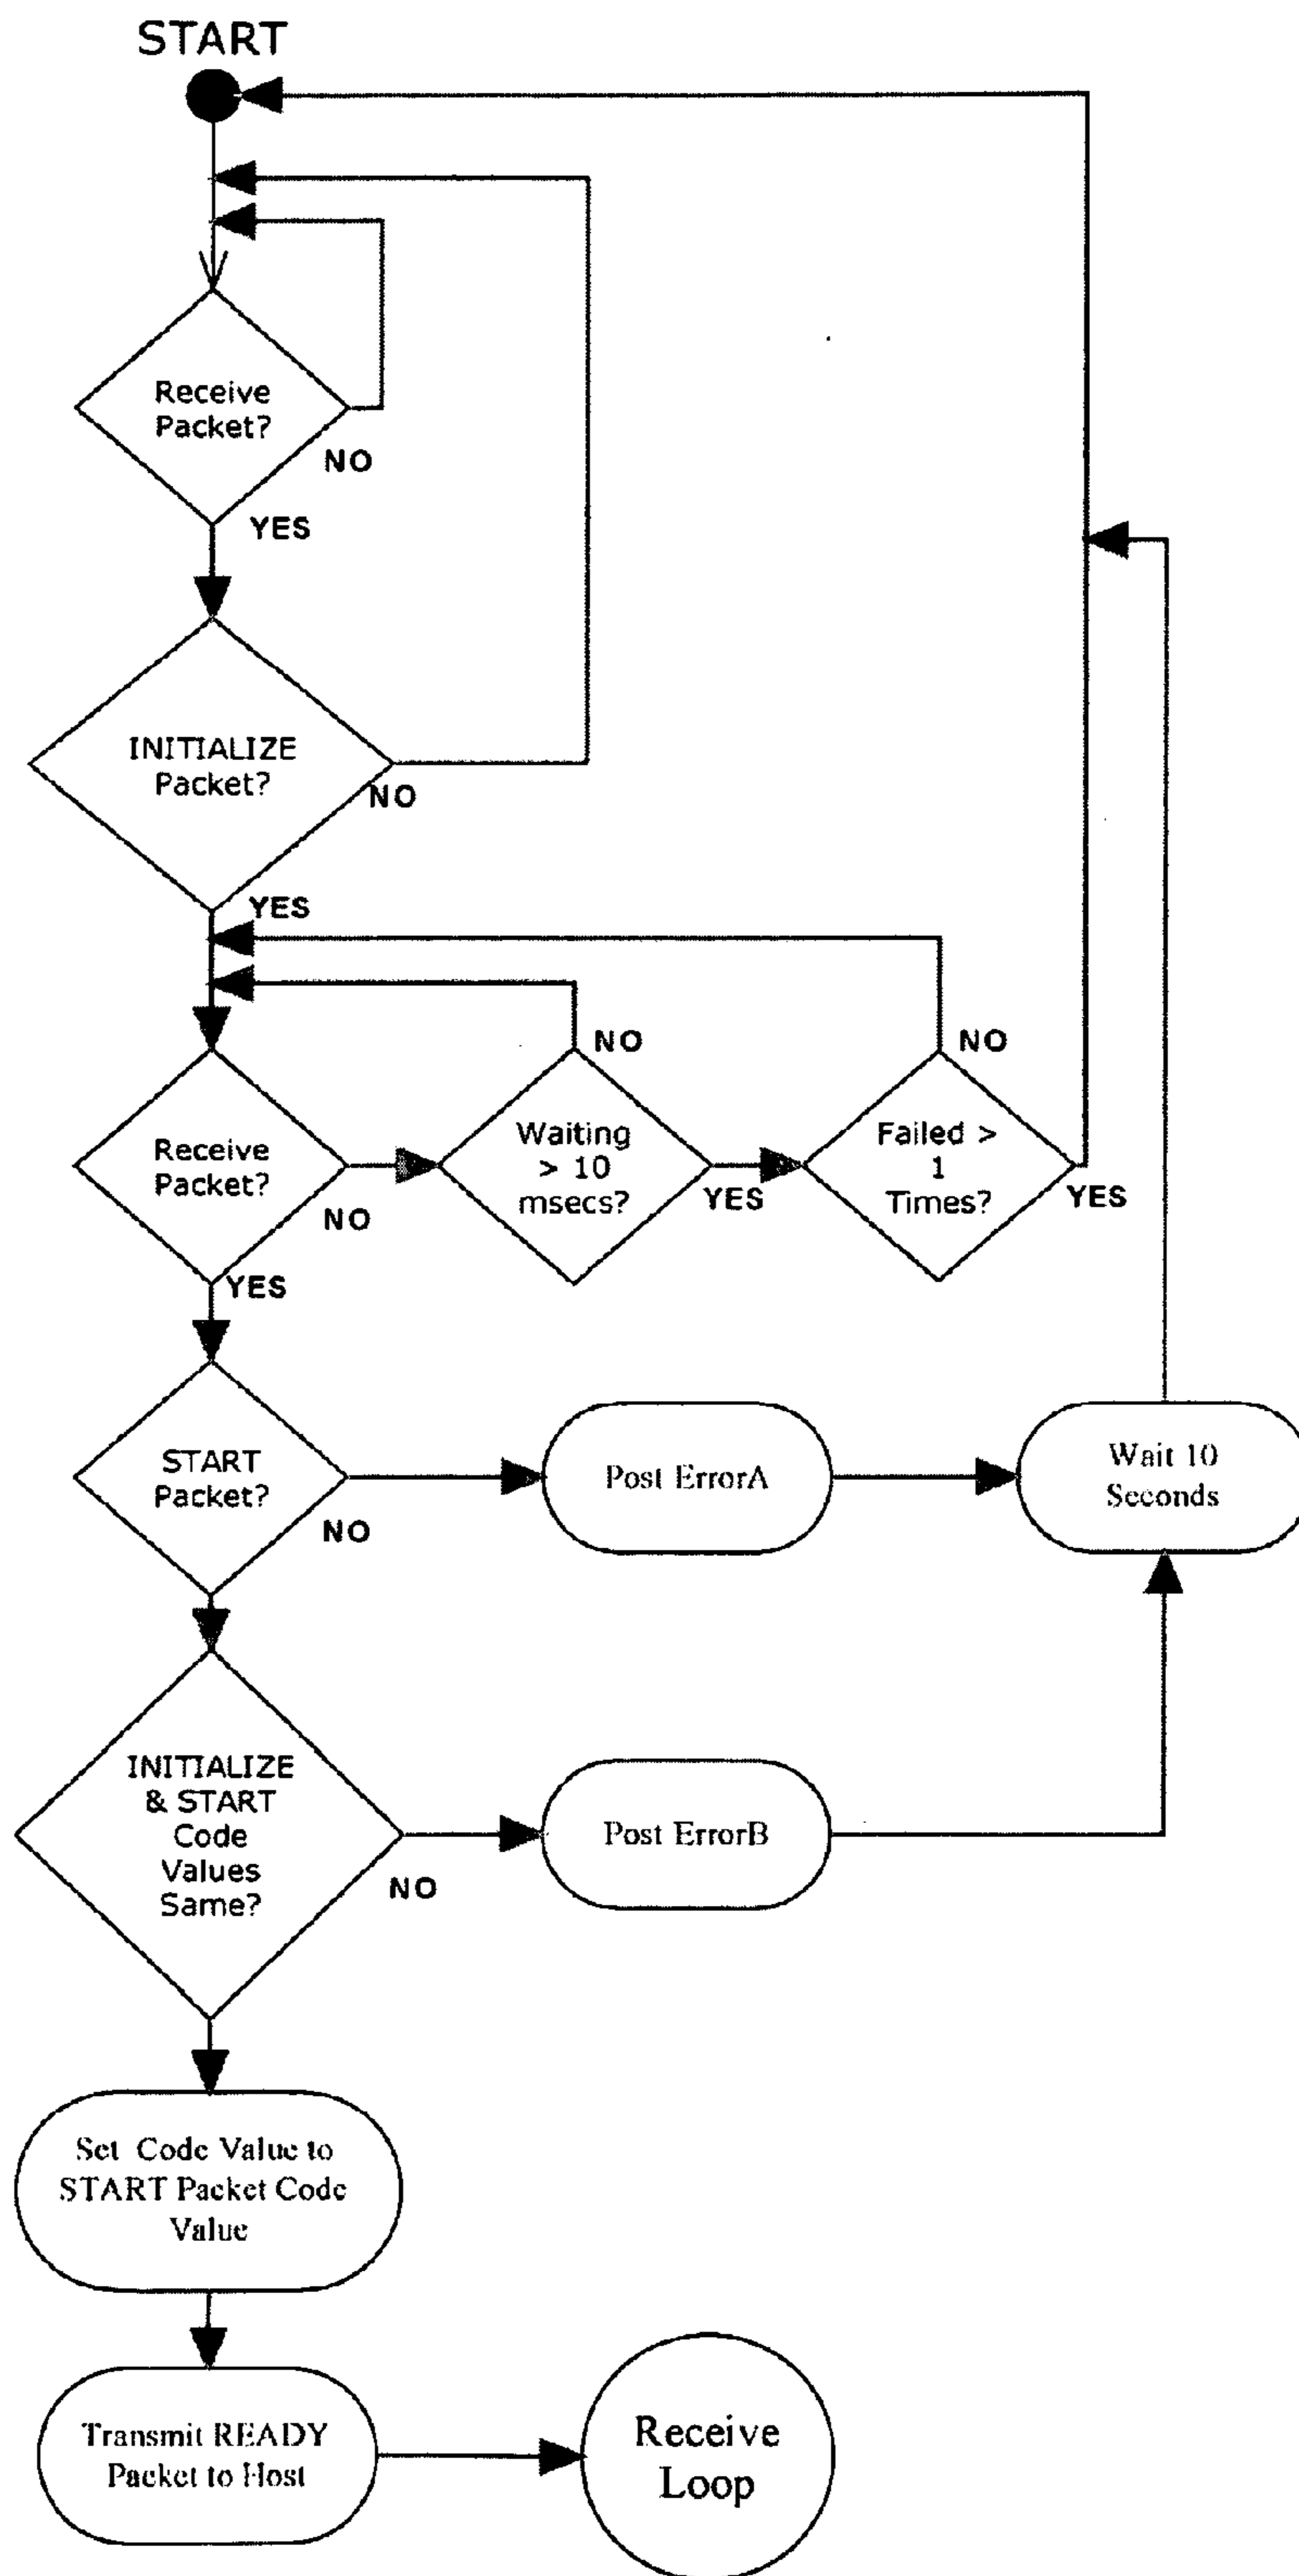 START
Receive
Packet?
NO
YES
INITIALIZE
Packet?
NO
YES
Receive
Packet?
NO
YES
Waiting
> 10
msecs?
NO
YES
Failed >
1
Times?
NO
YES
START
Packet?
NO
Post ErrorA
Wait 10
Seconds
INITIALIZE
& START
Code
Values
Same?
NO
Post ErrorB
Set Code Value to
START Packet Code
Value
Transmit READY
Packet to Host
Receive
Loop